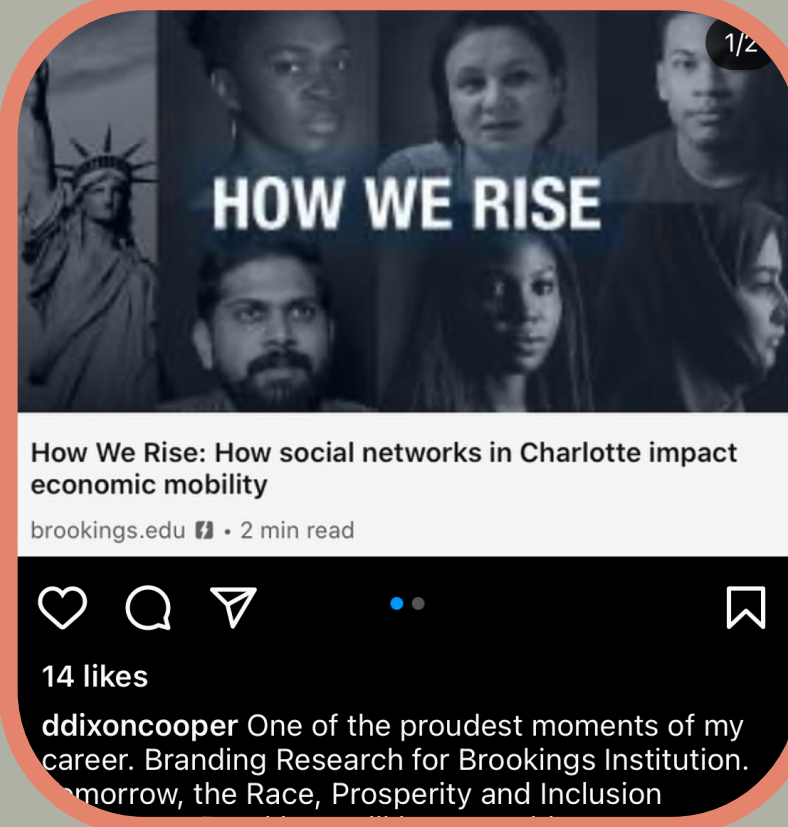 1/2
HOW WE RISE
How We Rise: How social networks in Charlotte impact
economic mobility
brookings.edu • 2 min read
14 likes
ddixoncooper One of the proudest moments of my
career. Branding Research for Brookings Institution.
the Race, Prosperity and Inclusion